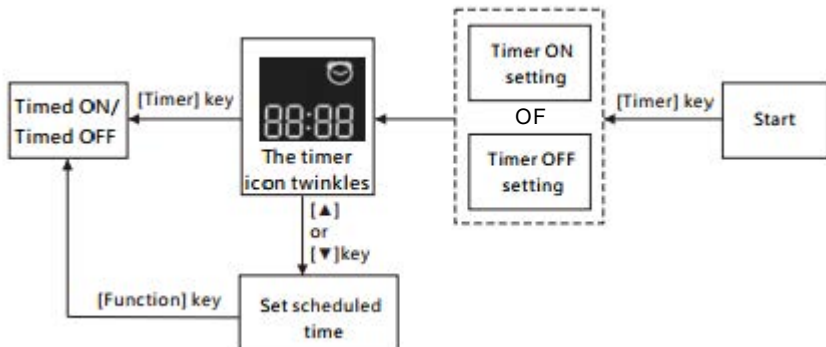 Timed ON/
Timed OFF
[Timer] key
88:88
The timer
icon twinkles
Timer ON
setting
OF
Timer OFF
setting
[Timer] key
Start
[▲]
or
[▼]key
[Function] key
Set scheduled
time